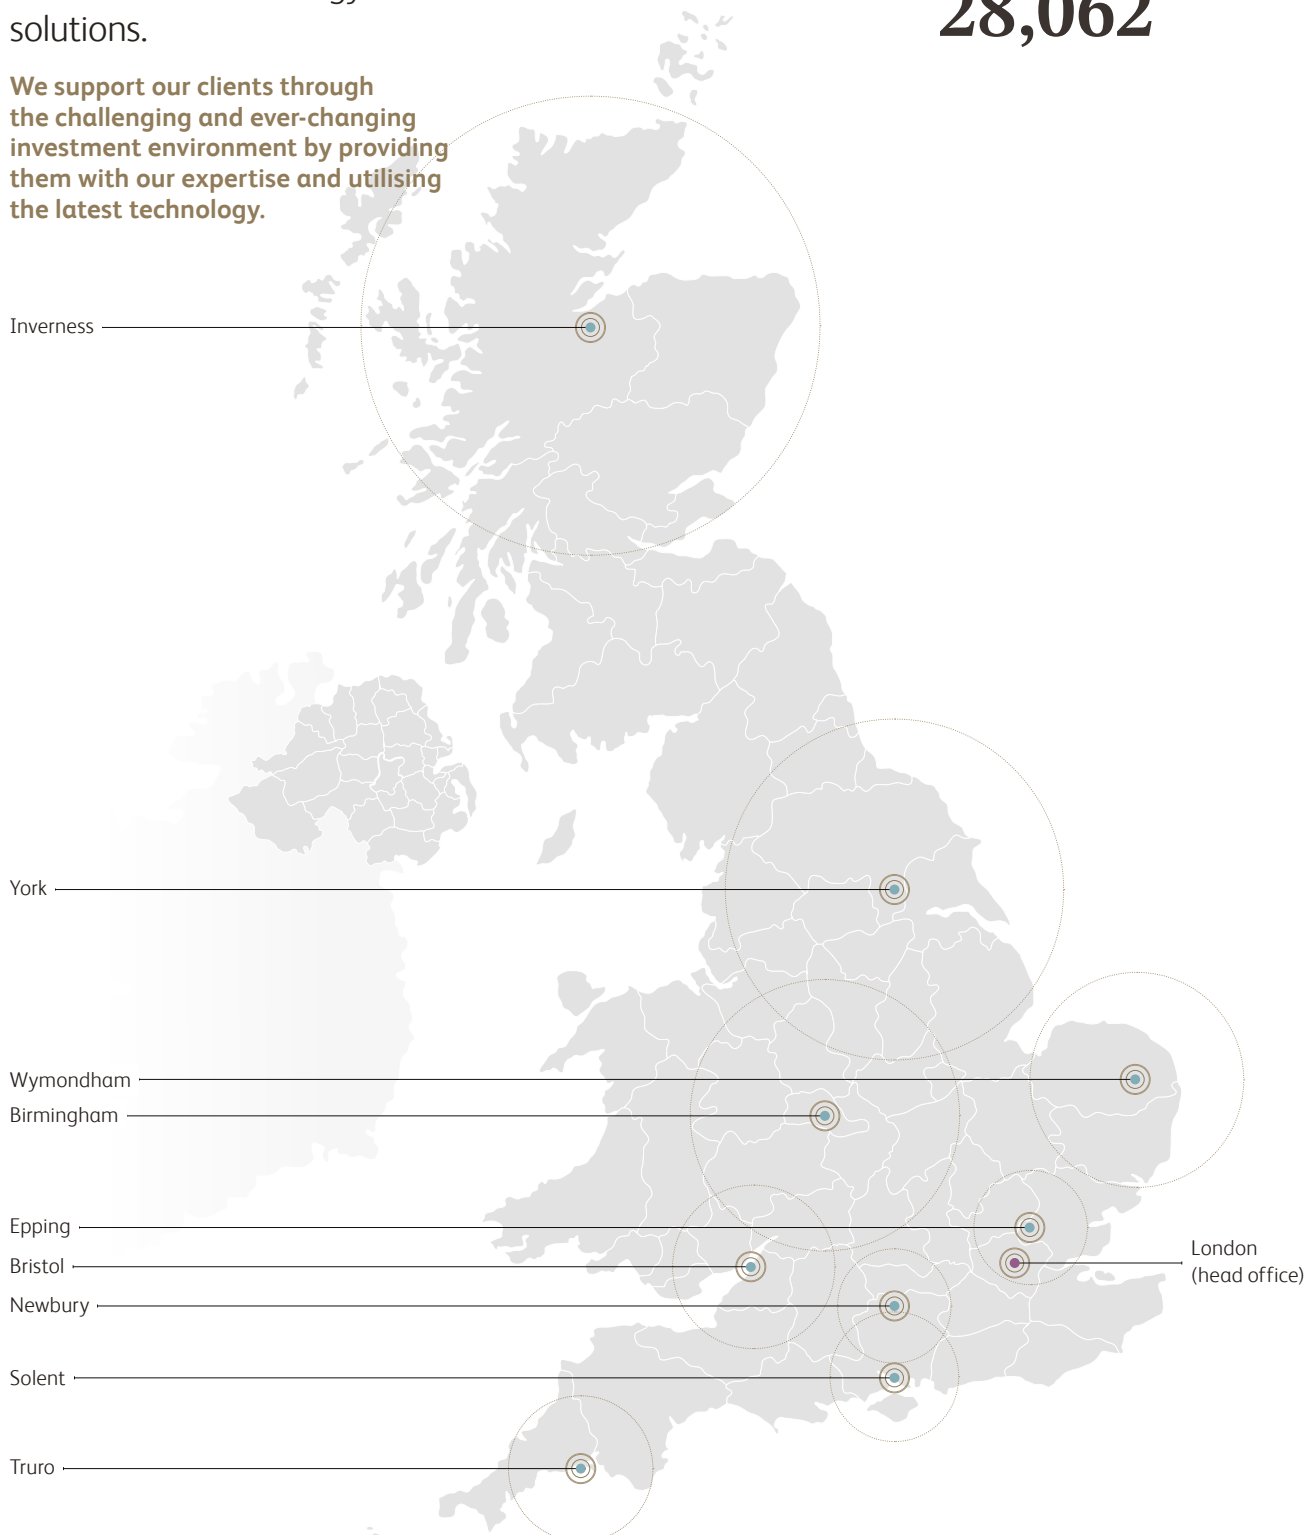 solutions.
28,062
We support our clients through
the challenging and ever-changing
investment environment by providing
them with our expertise and utilising
the latest technology.
Inverness
York
Wymondham
Birmingham
Epping
Bristol
London
(head office)
Newbury
Solent
Truro